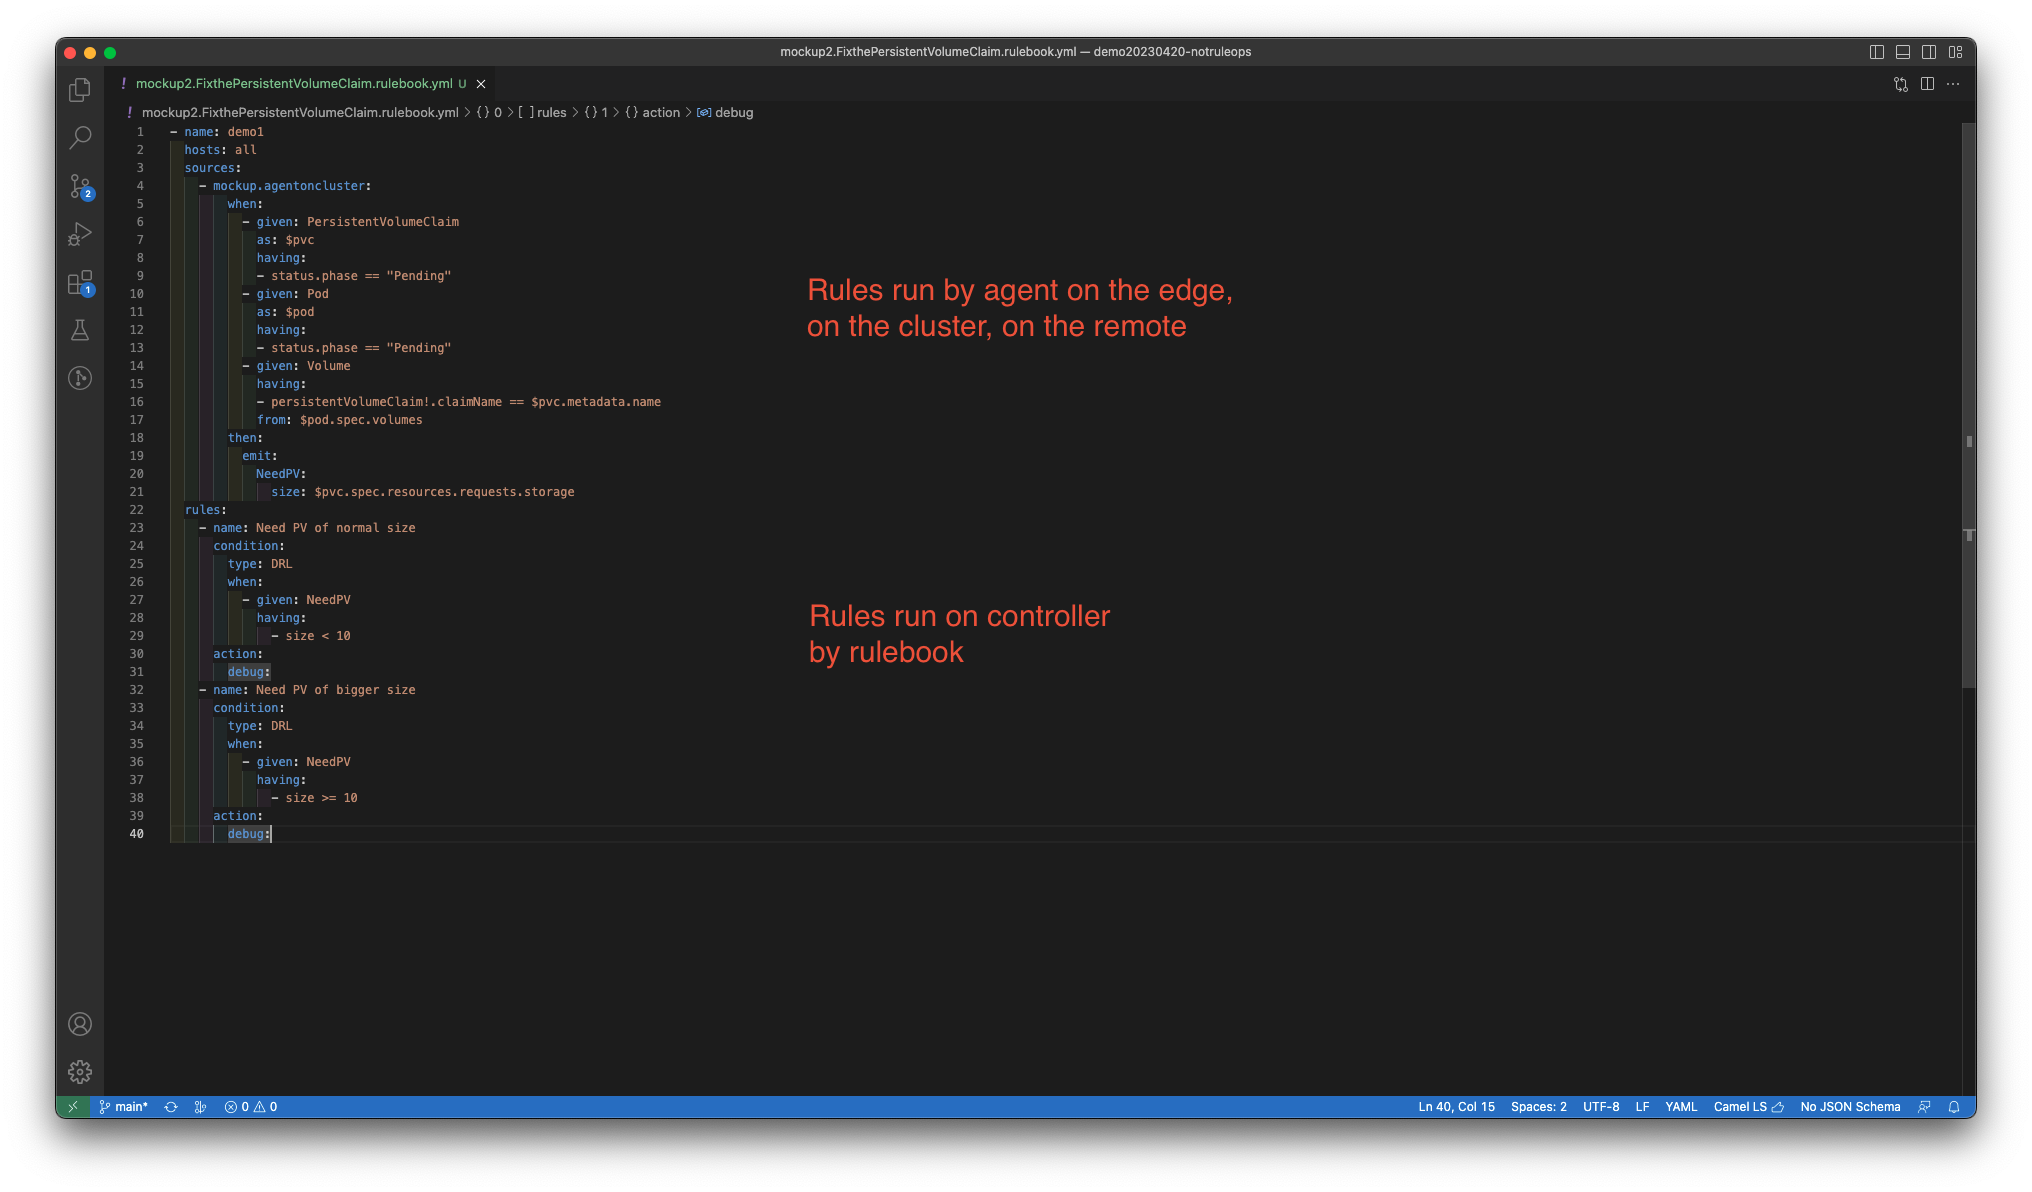 mockup2.FixthePersistentVolumeClaim.rulebook.yml — demo20230420-notruleops
! mockup2.FixthePersistentVolumeClaim.rulebook.yml U ×
! mockup2.FixthePersistentVolumeClaim.rulebook.yml > {} 0 > [ ] rules > {} 1 > {} action > debug
1 - name: demo1
2 hosts: all
3 sources:
4 - mockup.agentoncluster:
5 when:
6 - given: PersistentVolumeClaim
7 as: $pvc
8 having:
9 - status.phase == "Pending"
10 - given: Pod
11 as: $pod
12 having:
13 - status.phase == "Pending"
14 - given: Volume
15 having:
16 - persistentVolumeClaim!.claimName == $pvc.metadata.name
17 from: $pod.spec.volumes
18 then:
19 emit:
20 NeedPV:
21 size: $pvc.spec.resources.requests.storage
22 rules:
23 - name: Need PV of normal size
24 condition:
25 type: DRL
26 when:
27 - given: NeedPV
28 having:
29 - size < 10
30 action:
31 debug:
32 - name: Need PV of bigger size
33 condition:
34 type: DRL
35 when:
36 - given: NeedPV
37 having:
38 - size >= 10
39 action:
40 debug:
Rules run by agent on the edge,
on the cluster, on the remote
Rules run on controller
by rulebook
2
1
main* 0 0 Ln 40, Col 15 Spaces: 2 UTF-8 LF YAML Camel LS No JSON Schema